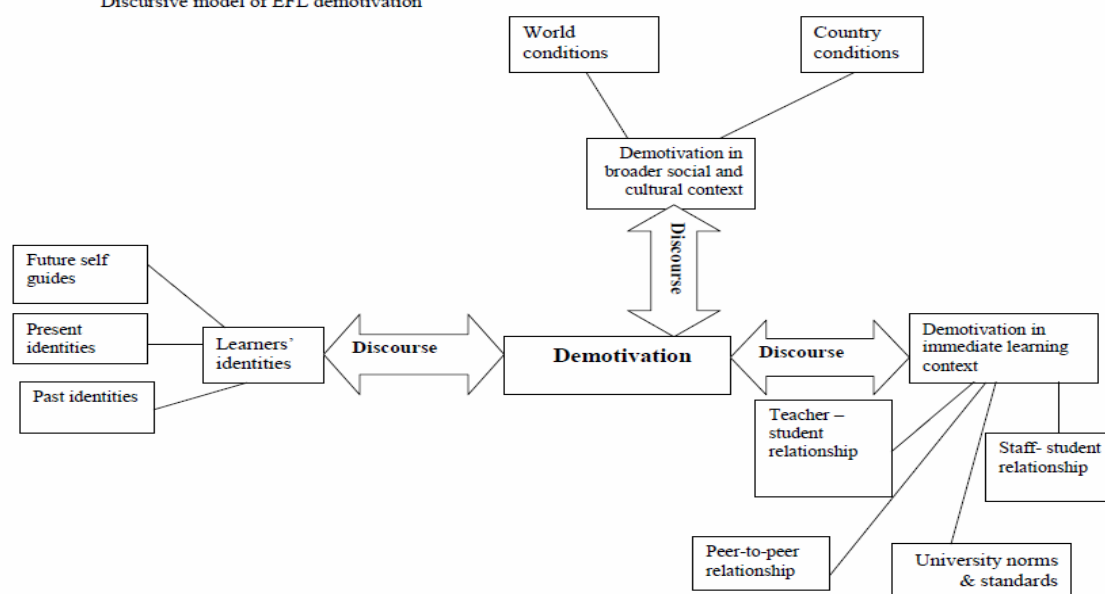 Discursive model of EFL demotivation
World
conditions
Country
conditions
Demotivation in
broader social and
cultural context
Discourse
Future self
guides
Present
identities
Past identities
Learners'
identities
Discourse
Demotivation
Discourse
Demotivation in
immediate learning
context
Teacher –
student
relationship
Staff- student
relationship
Peer-to-peer
relationship
University norms
& standards